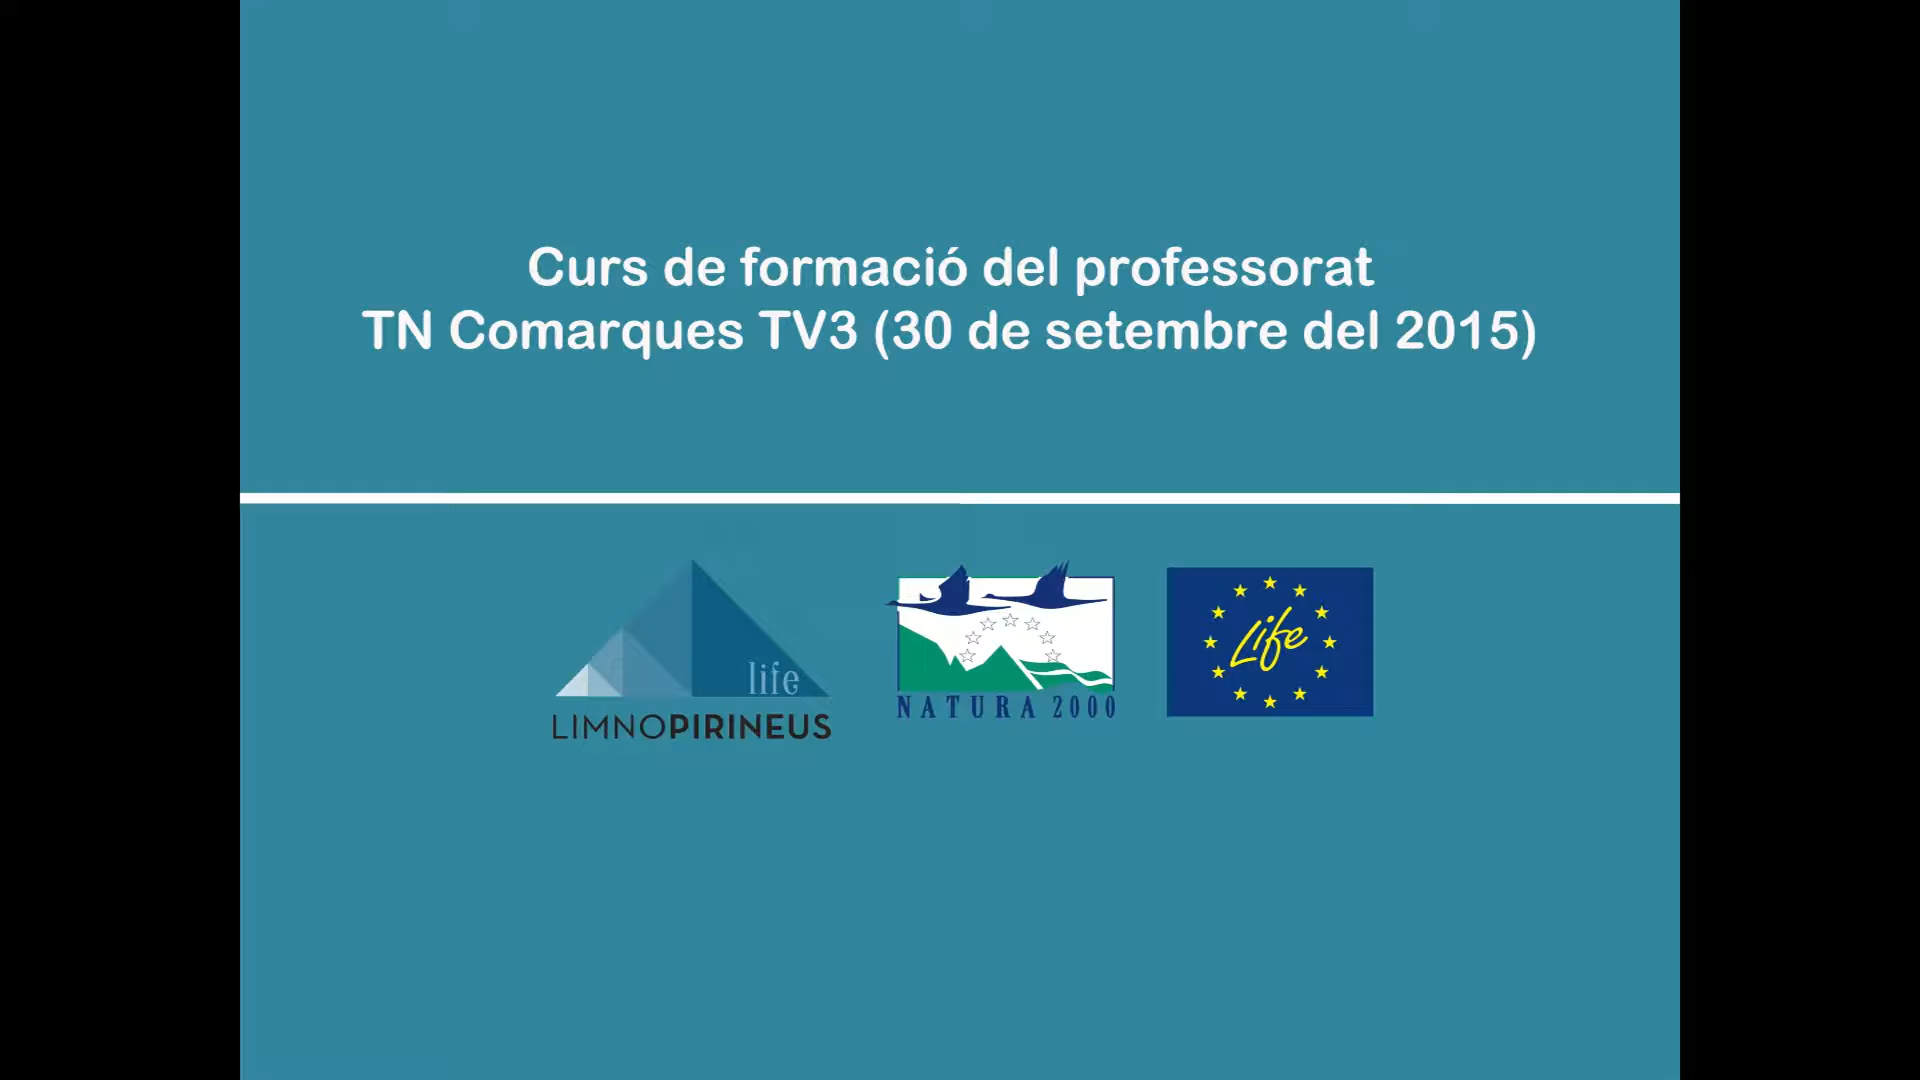 Curs de formació del professorat
TN Comarques TV3 (30 de setembre del 2015)
life
LIMNOPIRINEUS
NATURA 2000
Life